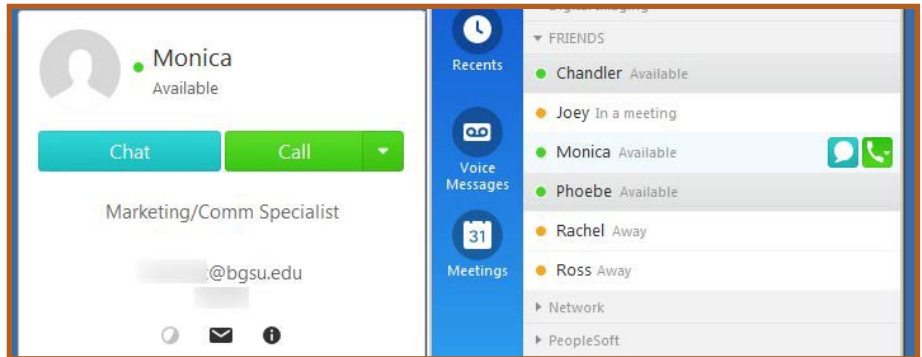 Monica
Available
Chat
Call
Marketing/Comm Specialist
@bgsu.edu
Recents
Voice
Messages
31
Meetings
FRIENDS
Chandler Available
Joey In a meeting
Monica Available
Phoebe Available
Rachel Away
Ross Away
Network
PeopleSoft